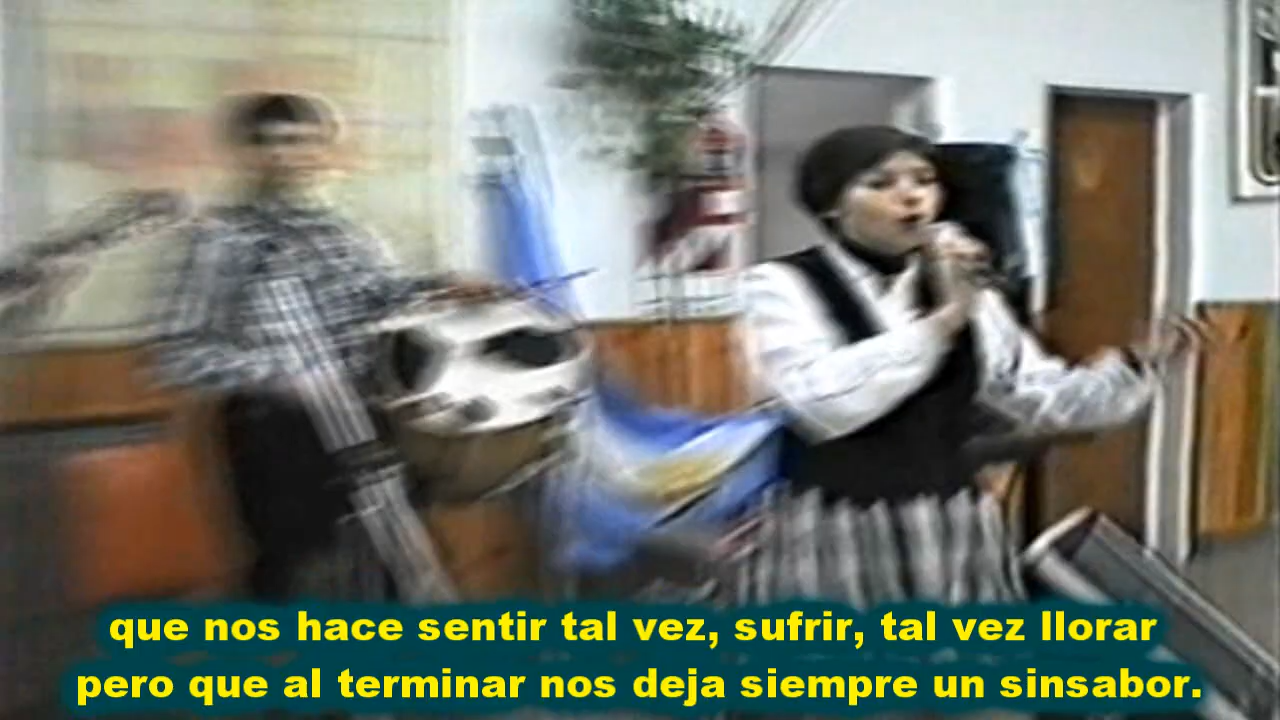 que nos hace sentir tal vez, sufrir, tal vez llorar
pero que al terminar nos deja siempre un sinsabor.